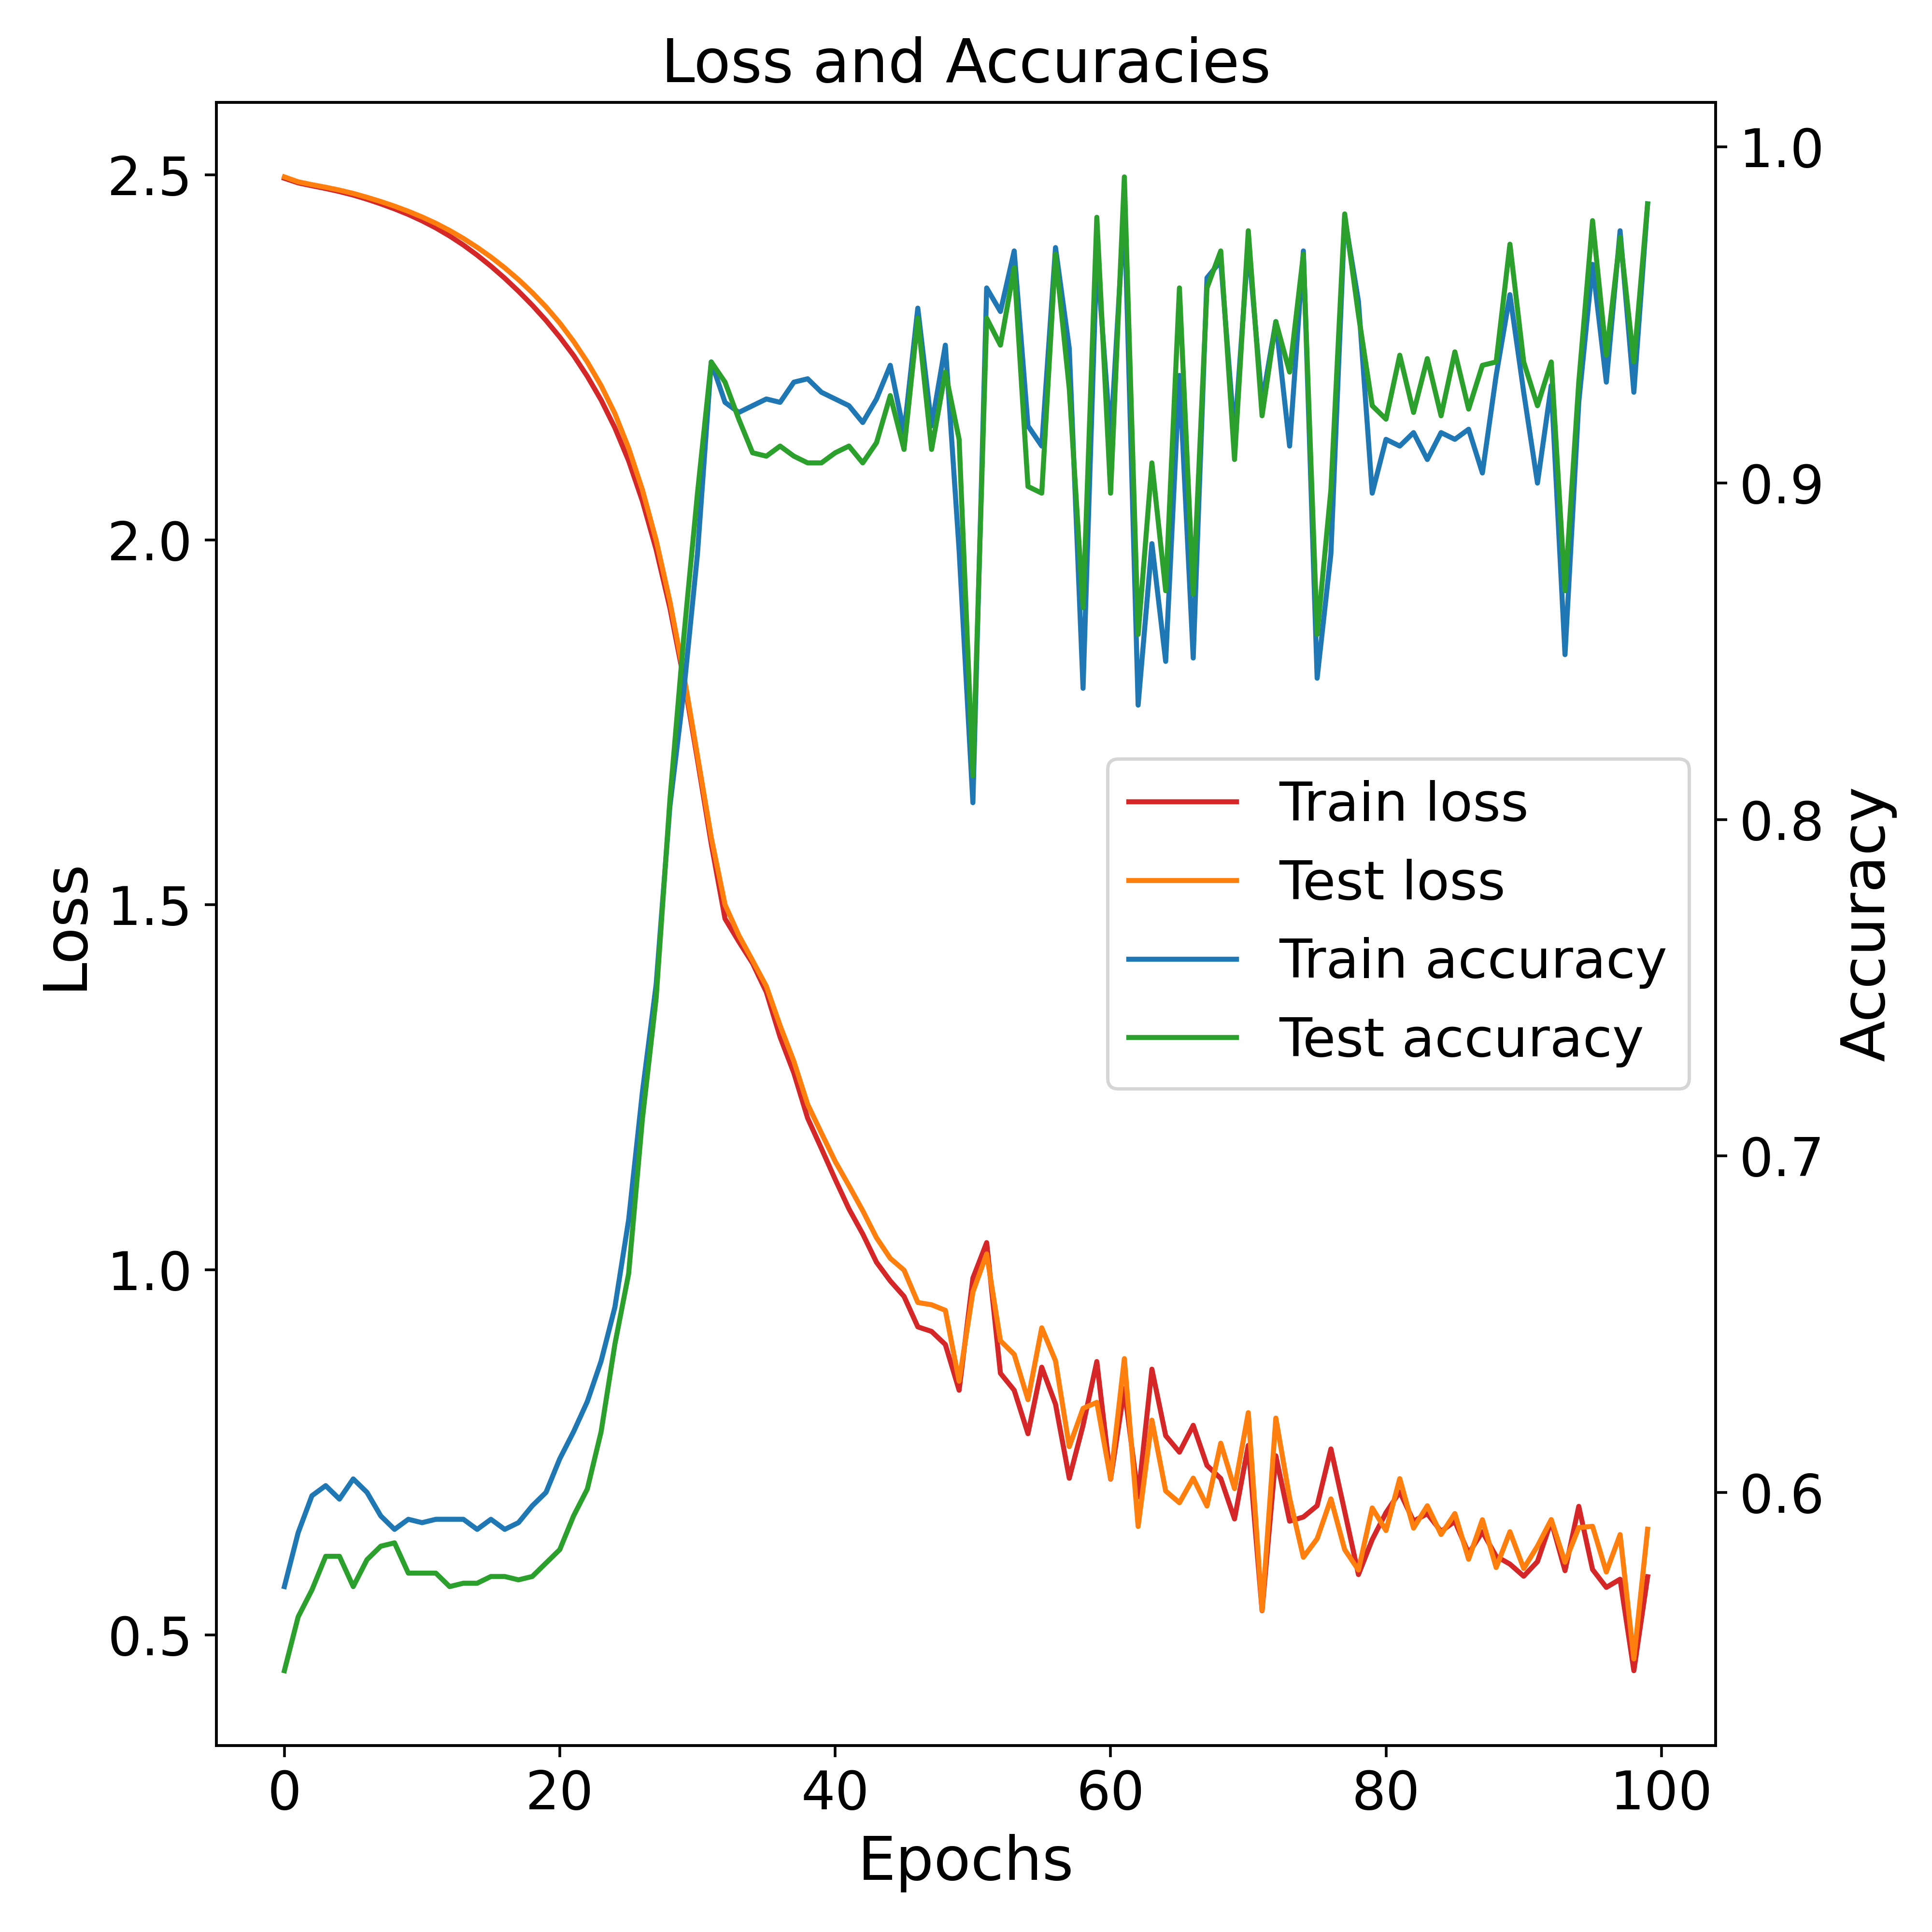 Loss and Accuracies
2.5
2.0
1.5
1.0
0.5
Loss
1.0
0.9
0.8
0.7
0.6
Accuracy
Train loss
Test loss
Train accuracy
Test accuracy
0 20 40 60 80 100
Epochs